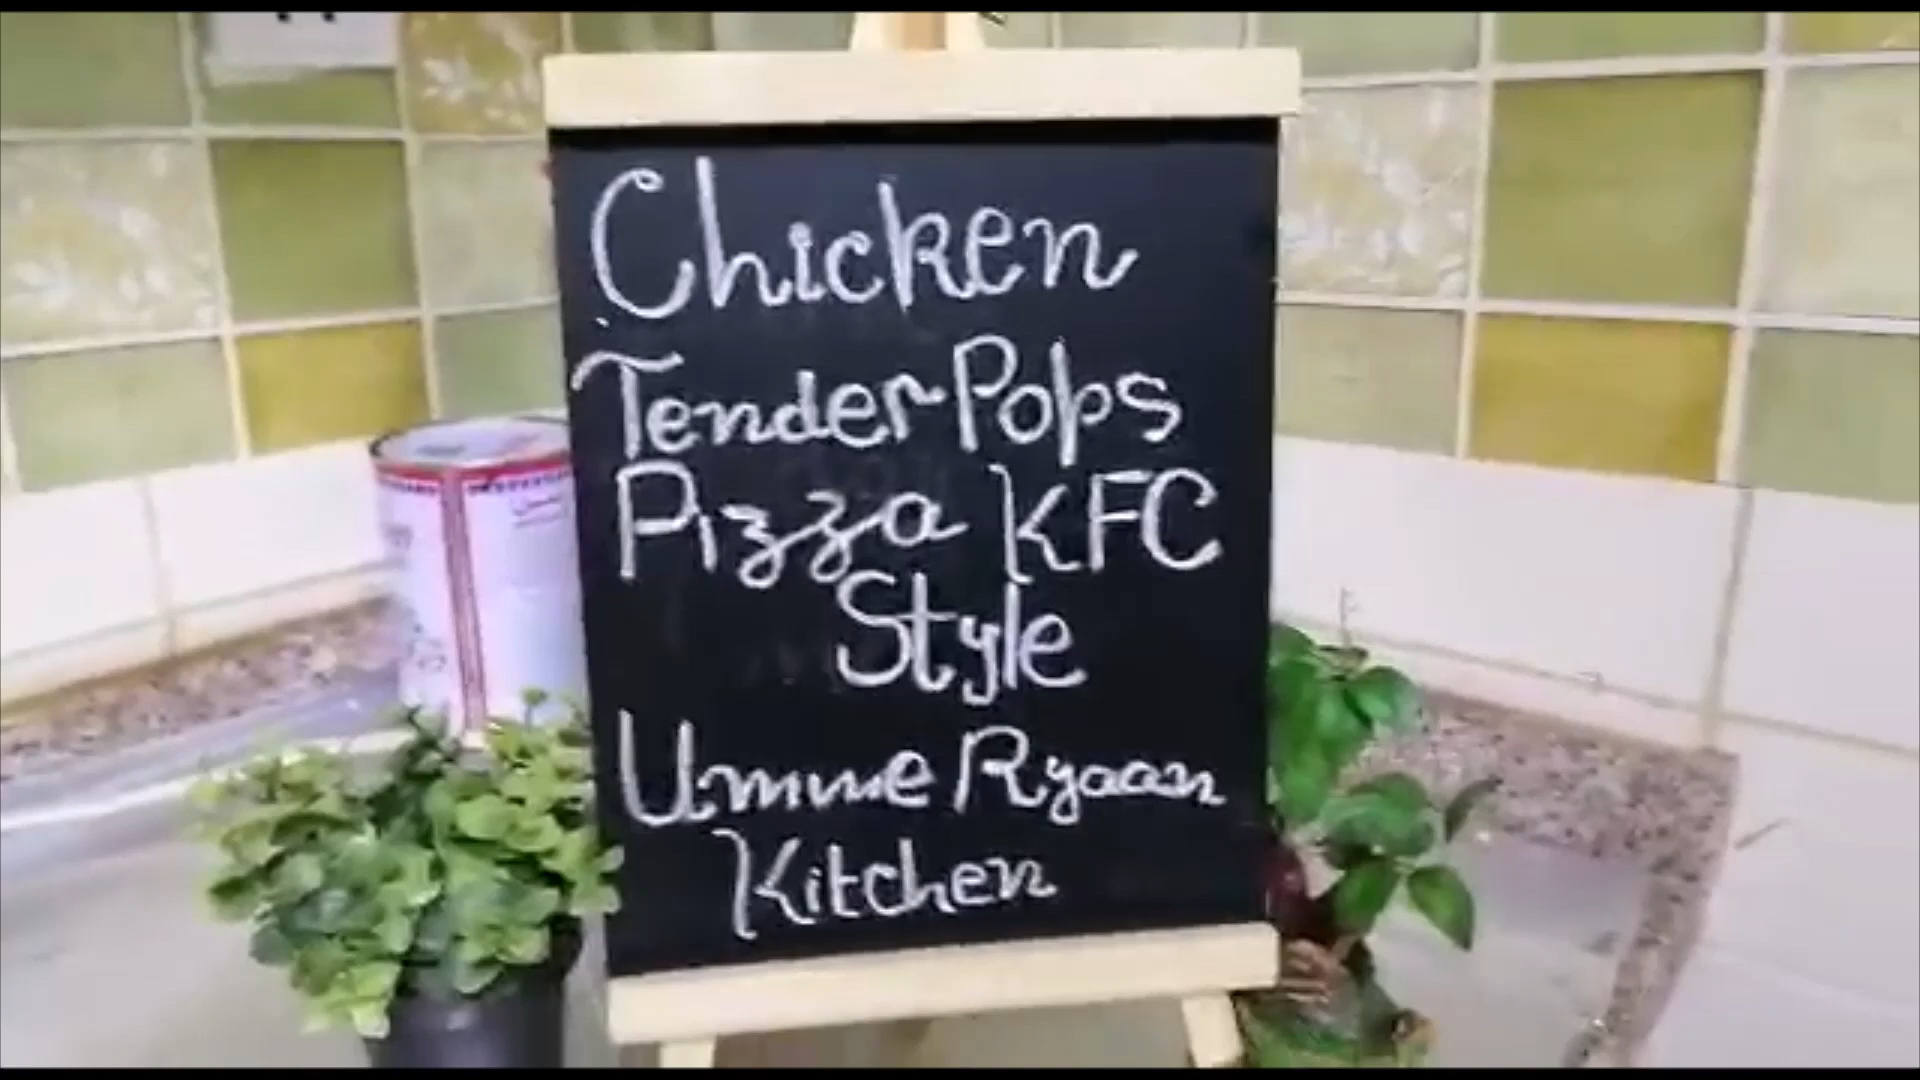 Chicken
Tender Pops
Pizza KFC
Style
Umme Ryaan
Kitchen